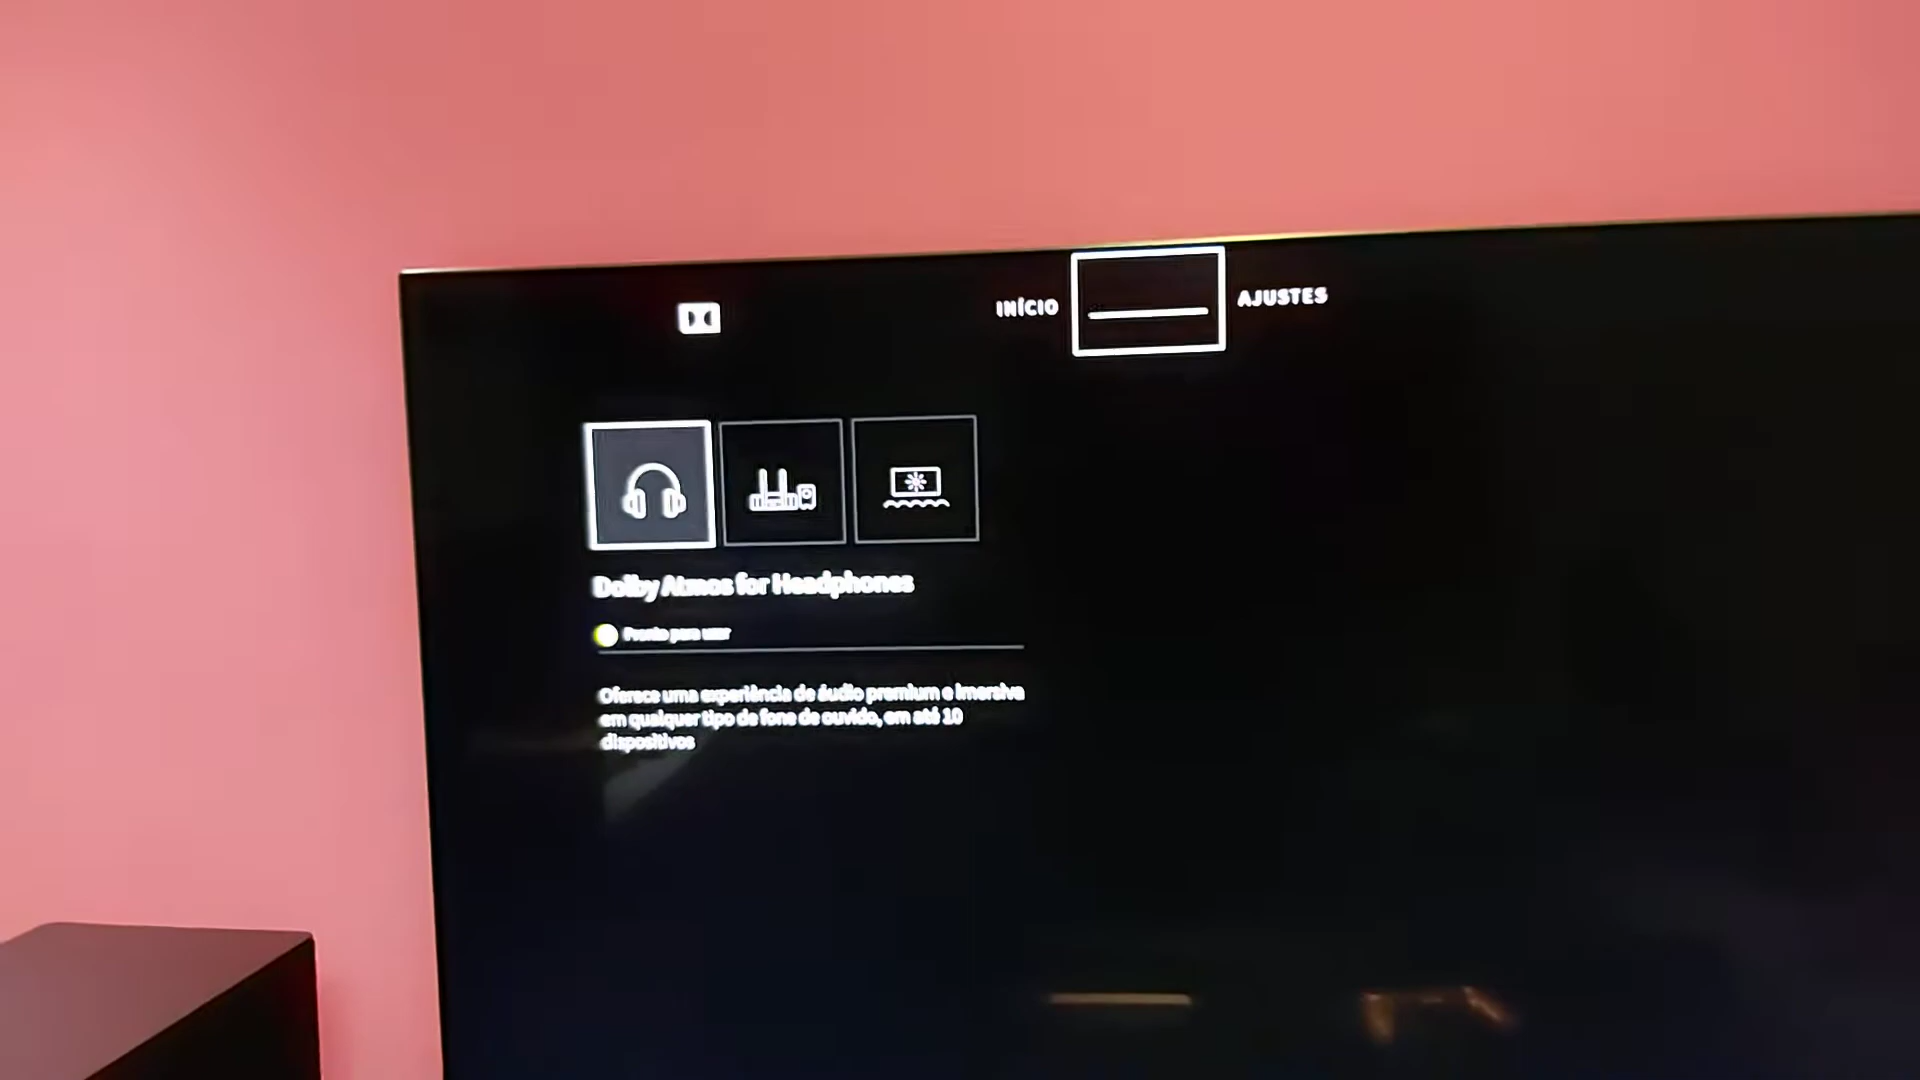 INÍCIO
AJUSTES
Dolby Atmos for Headphones
Pronto para usar
Oferece uma experiência de áudio premium e imersiva
em qualquer tipo de fone de ouvido, em até 10
dispositivos